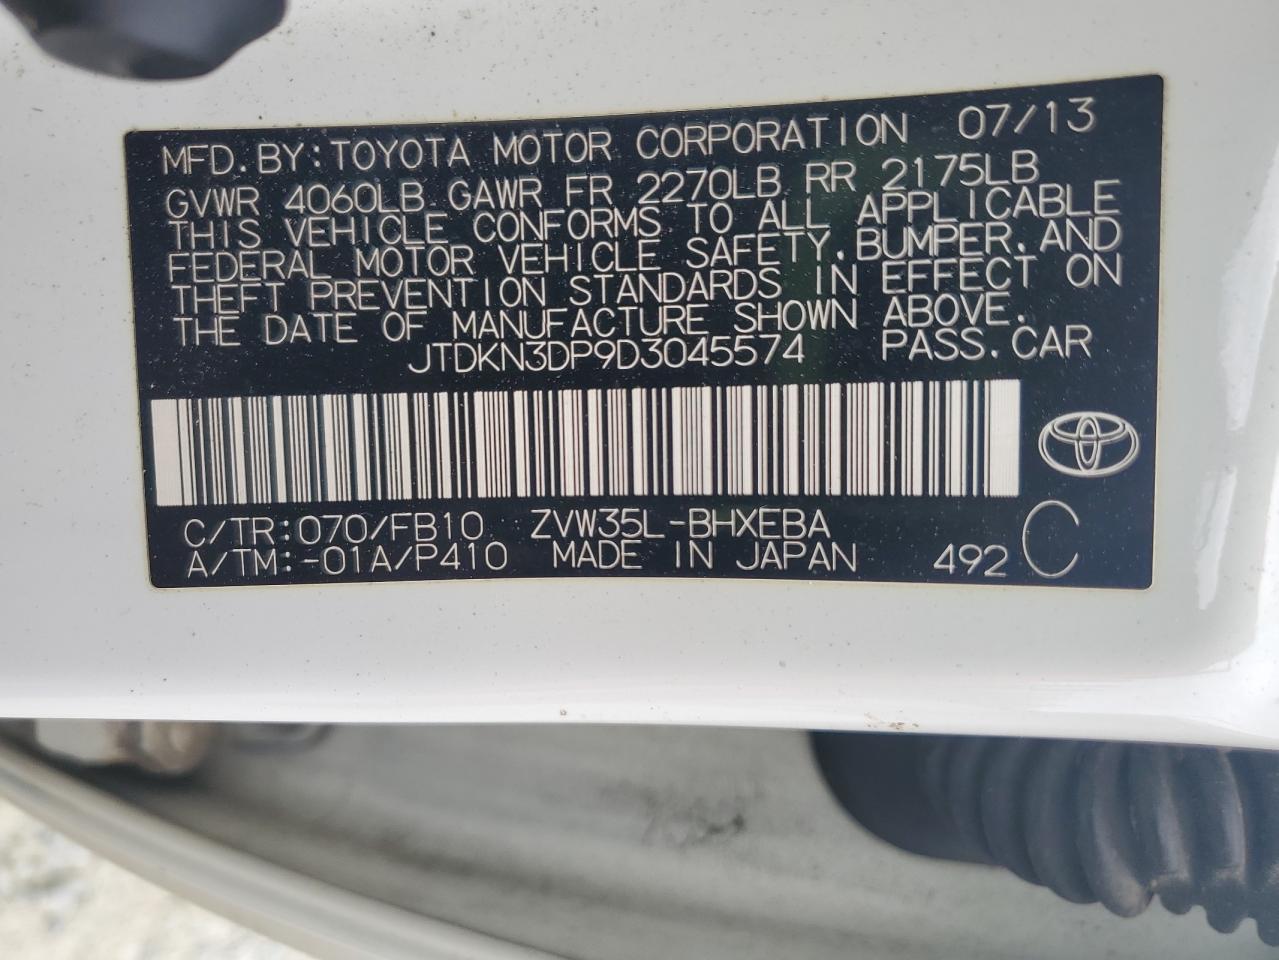 MFD. BY: TOYOTA MOTOR CORPORATION 07/13
GVWR 4060LB GAWR FR 2270LB RR 2175LB
THIS VEHICLE CONFORMS TO ALL APPLICABLE
FEDERAL MOTOR VEHICLE SAFETY, BUMPER, AND
THEFT PREVENTION STANDARDS IN EFFECT ON
THE DATE OF MANUFACTURE SHOWN ABOVE.
JTDKN3DP9D3045574 PASS. CAR
C/TR: 070/FB10 ZVW35L-BHXEBA
A/TM: -01A/P410 MADE IN JAPAN 492 C